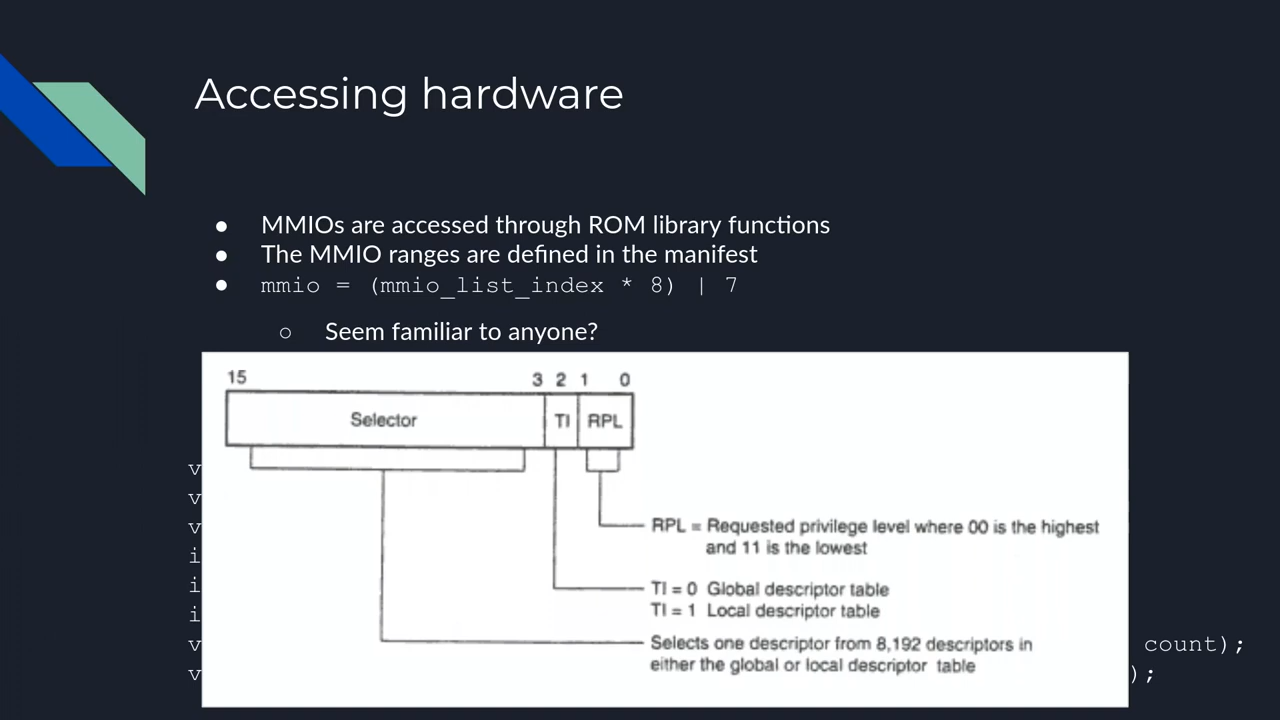 Accessing hardware
● MMIOs are accessed through ROM library functions
● The MMIO ranges are defined in the manifest
● mmio = (mmio_list_index * 8) | 7
○ Seem familiar to anyone?
15 3 2 1 0
Selector TI RPL
v
v
v
RPL = Requested privilege level where 00 is the highest
and 11 is the lowest
i
i
TI = 0 Global descriptor table
i
TI = 1 Local descriptor table
v Selects one descriptor from 8,192 descriptors in count);
either the global or local descriptor table
v );